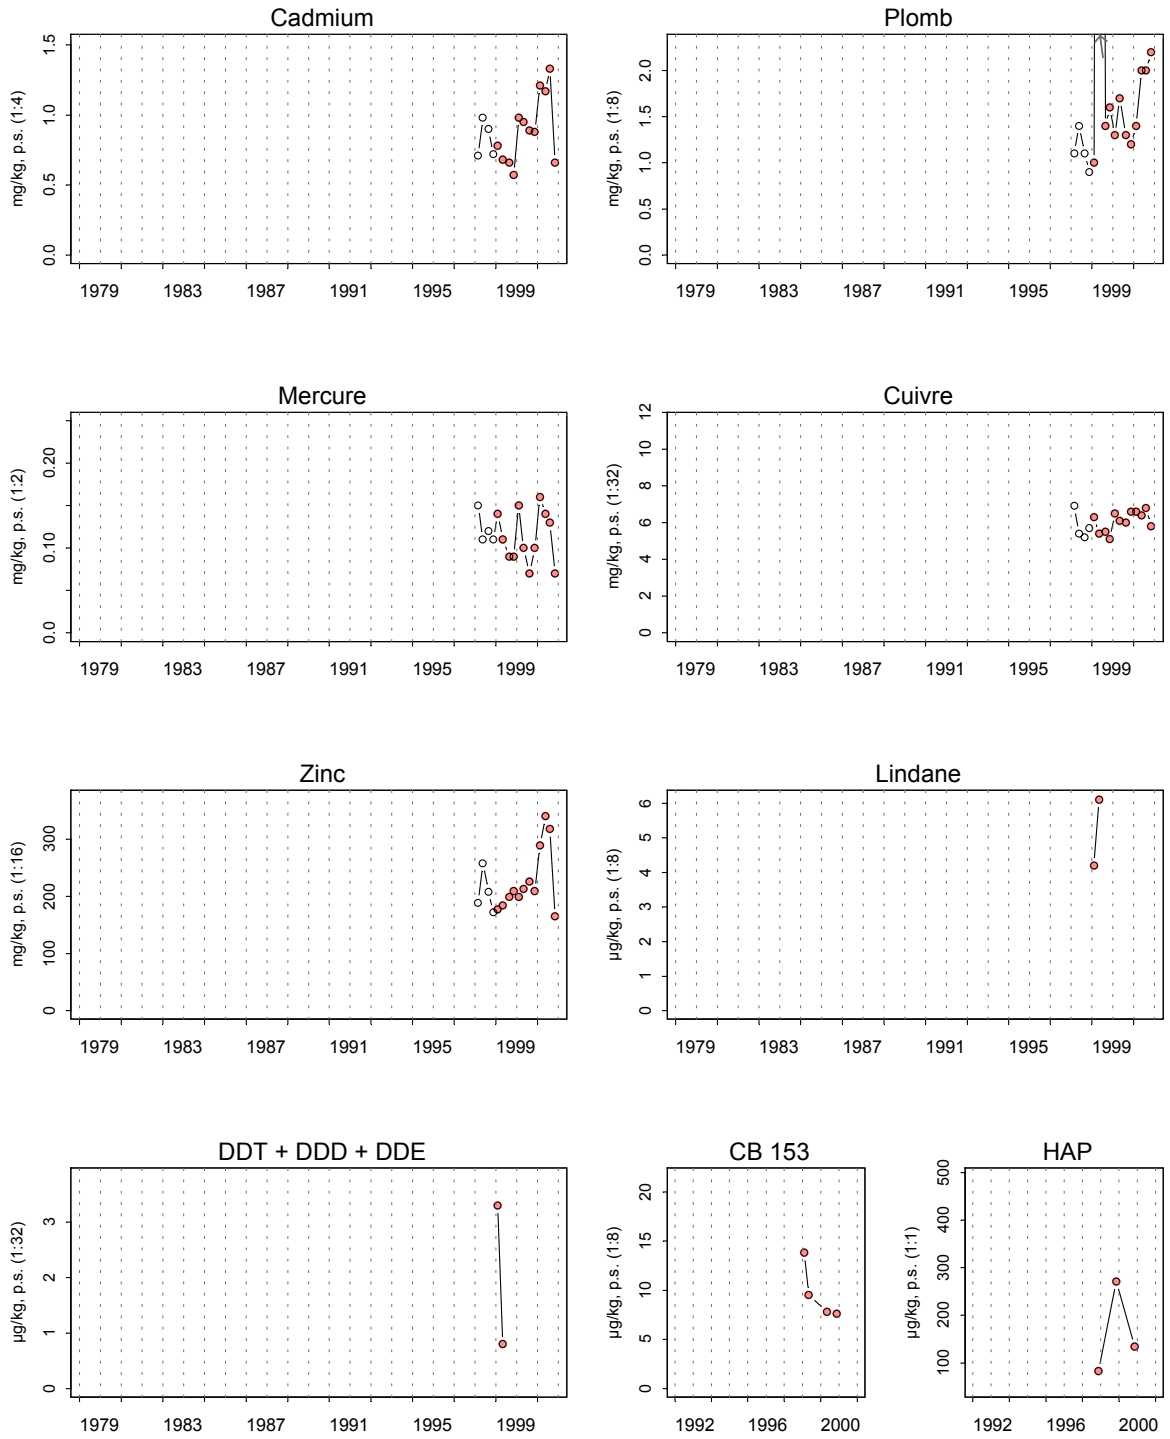 Cadmium
mg/kg, p.s. (1:4)
0.0 0.5 1.0 1.5
1979 1983 1987 1991 1995 1999
Plomb
mg/kg, p.s. (1:8)
0.0 0.5 1.0 1.5 2.0
1979 1983 1987 1991 1995 1999
Mercure
mg/kg, p.s. (1:2)
0.0 0.10 0.20
1979 1983 1987 1991 1995 1999
Cuivre
mg/kg, p.s. (1:32)
0 2 4 6 8 10 12
1979 1983 1987 1991 1995 1999
Zinc
mg/kg, p.s. (1:16)
0 100 200 300
1979 1983 1987 1991 1995 1999
Lindane
µg/kg, p.s. (1:8)
0 1 2 3 4 5 6
1979 1983 1987 1991 1995 1999
DDT + DDD + DDE
µg/kg, p.s. (1:32)
0 1 2 3
1979 1983 1987 1991 1995 1999
CB 153
µg/kg, p.s. (1:8)
0 5 10 15 20
1992 1996 2000
HAP
µg/kg, p.s. (1:1)
100 200 300 400 500
1992 1996 2000